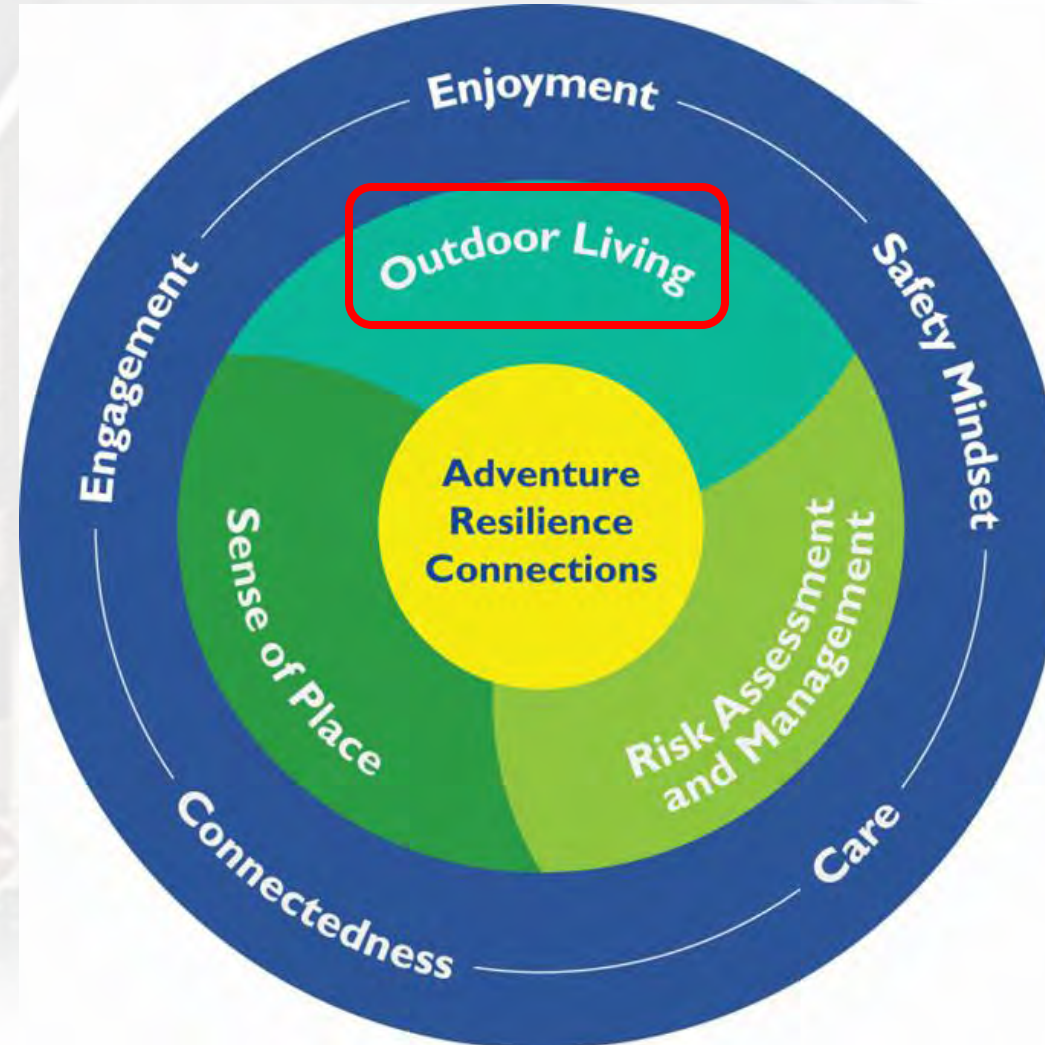 Enjoyment
Safety Mindset
Care
Connectedness
Engagement
Outdoor Living
Risk Assessment
and Management
Sense of Place
Adventure
Resilience
Connections